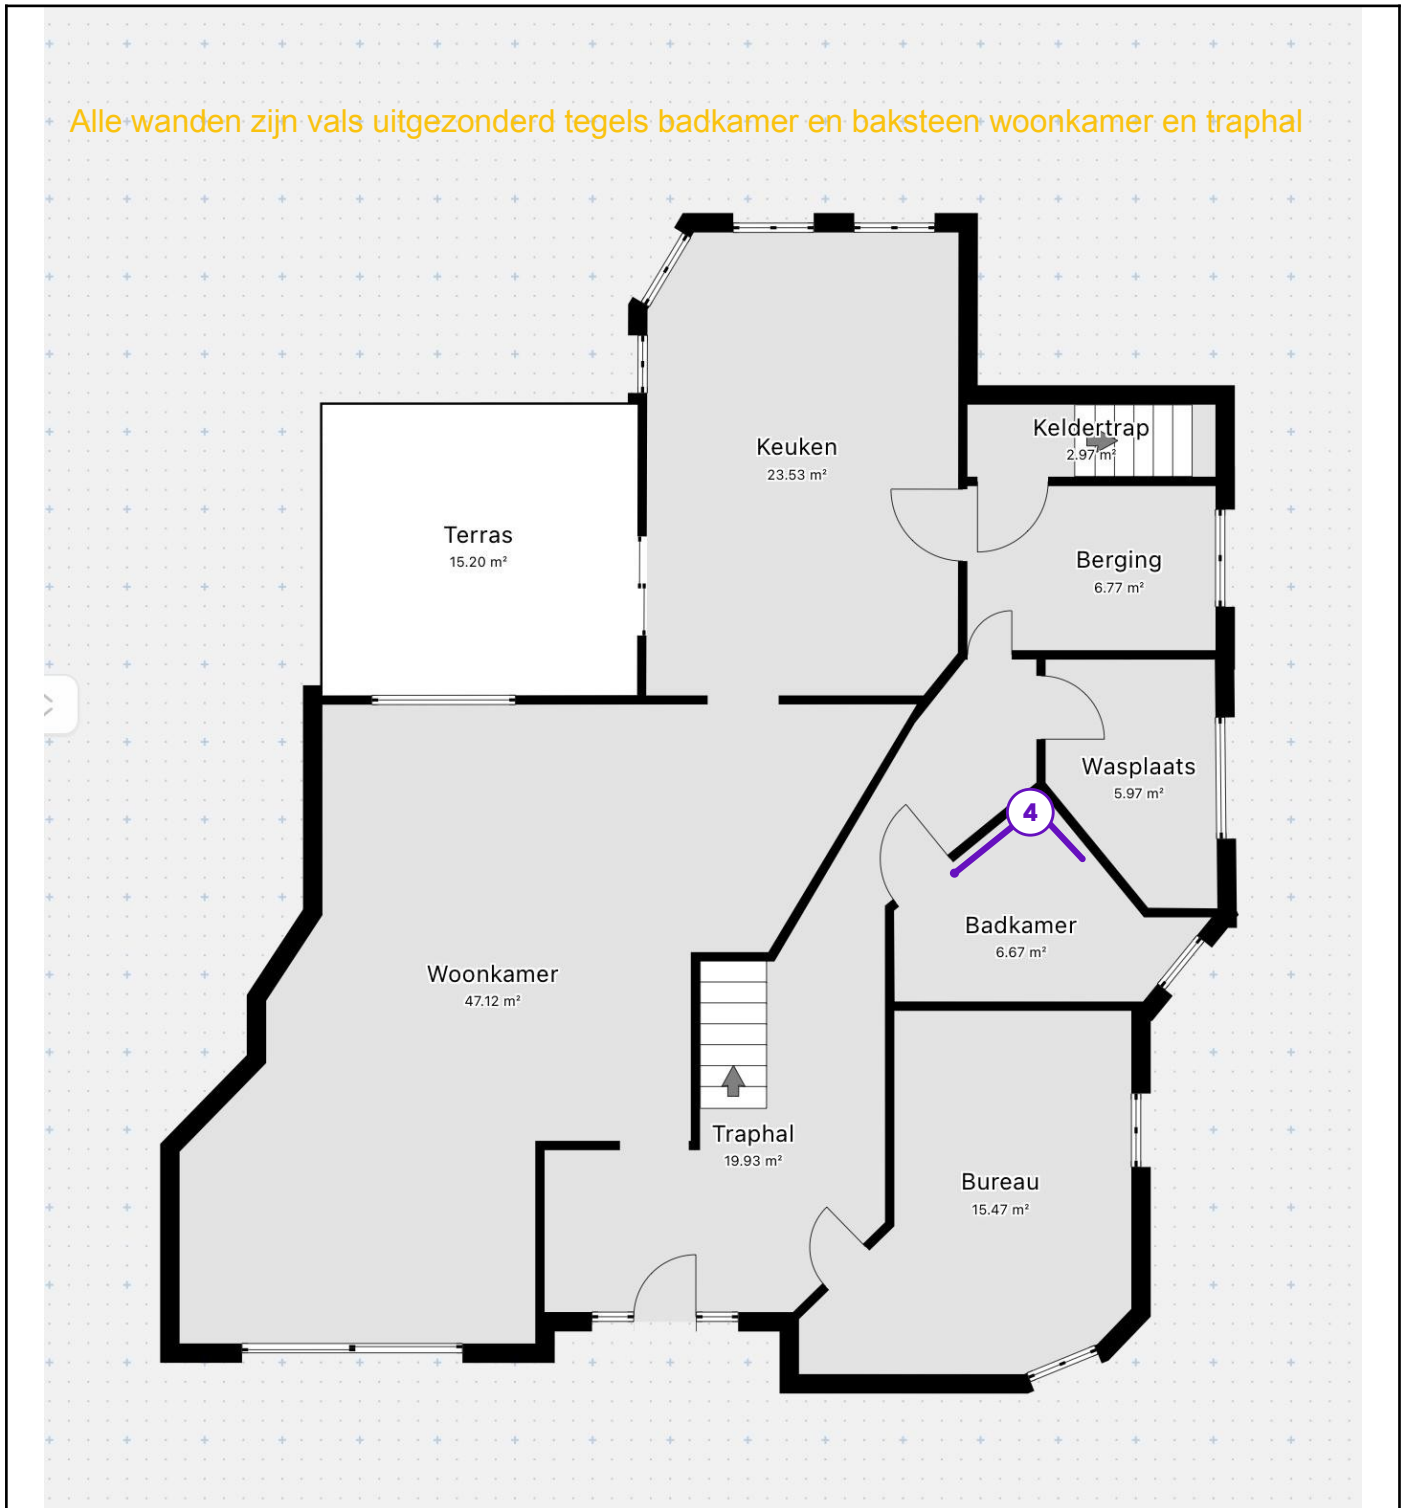 Alle wanden zijn vals uitgezonderd tegels badkamer en baksteen woonkamer en traphal
Keldertrap
2.97 m²
Keuken
23.53 m²
Terras
15.20 m²
Berging
6.77 m²
Wasplaats
5.97 m²
4
Badkamer
6.67 m²
Woonkamer
47.12 m²
Traphal
19.93 m²
Bureau
15.47 m²